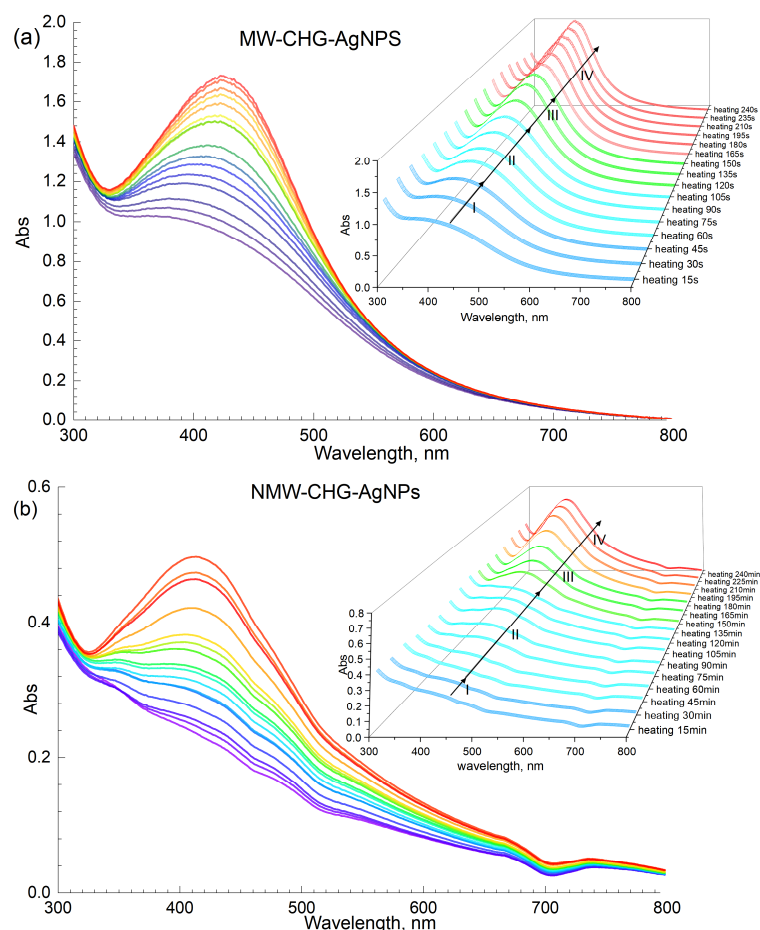 (a)
MW-CHG-AgNPS
2.0
1.8
1.6
1.4
1.2
1.0
0.8
0.6
0.4
0.2
0.0
Abs
300 400 500 600 700 800
Wavelength, nm
2.0
1.5
1.0
0.5
0.0
Abs
300 400 500 600 700 800
Wavelength, nm
I
II
III
IV
heating 240s
heating 235s
heating 210s
heating 195s
heating 180s
heating 165s
heating 150s
heating 135s
heating 120s
heating 105s
heating 90s
heating 75s
heating 60s
heating 45s
heating 30s
heating 15s
(b)
NMW-CHG-AgNPs
0.6
0.4
0.2
0.0
Abs
300 400 500 600 700 800
Wavelength, nm
0.8
0.7
0.6
0.5
0.4
0.3
0.2
0.1
0.0
Abs
300 400 500 600 700 800
wavelength, nm
I
II
III
IV
heating 240min
heating 225min
heating 210min
heating 195min
heating 180min
heating 165min
heating 150min
heating 135min
heating 120min
heating 105min
heating 90min
heating 75min
heating 60min
heating 45min
heating 30min
heating 15min